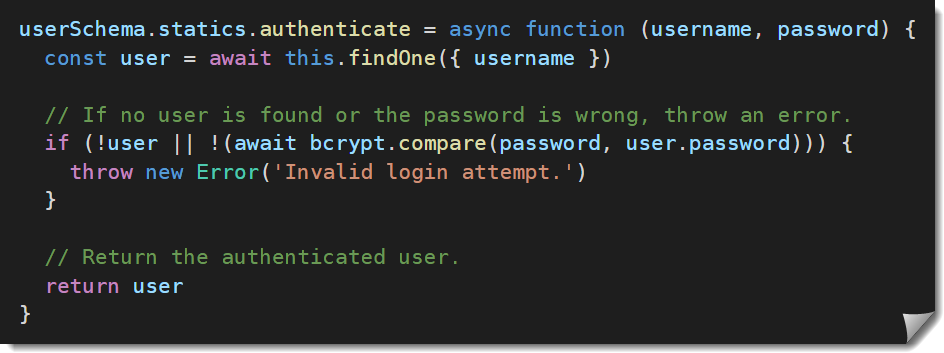 userSchema.statics.authenticate = async function (username, password) {
  const user = await this.findOne({ username })

  // If no user is found or the password is wrong, throw an error.
  if (!user || !(await bcrypt.compare(password, user.password))) {
    throw new Error('Invalid login attempt.')
  }

  // Return the authenticated user.
  return user
}